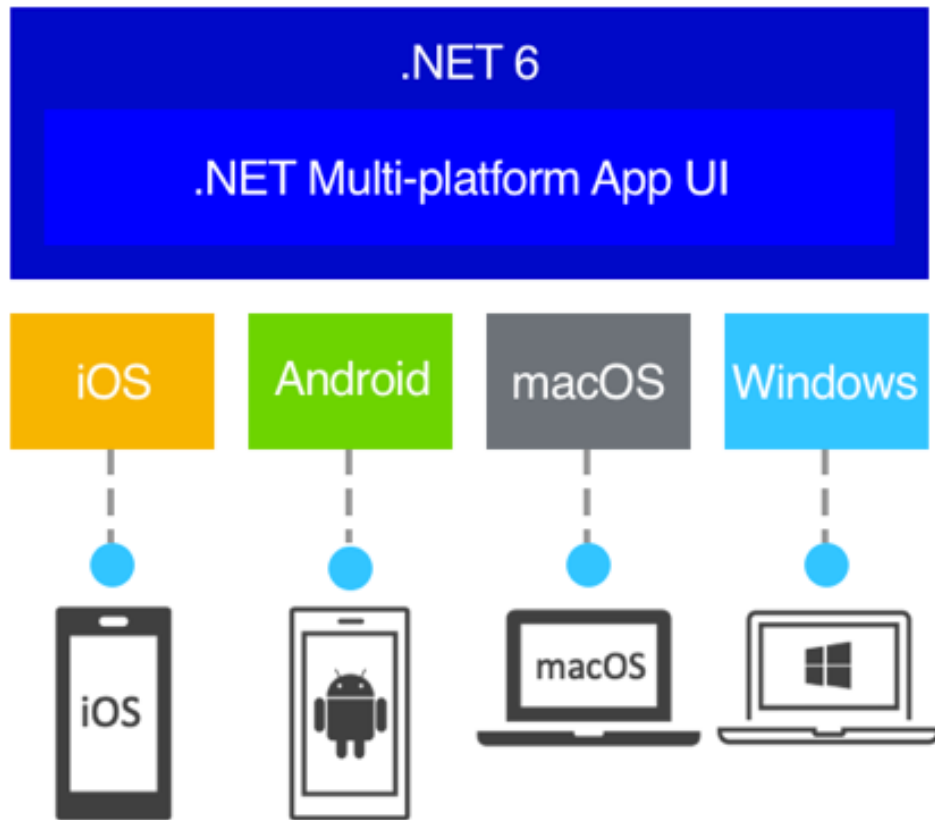 .NET 6
.NET Multi-platform App UI
iOS
Android
macOS
Windows
iOS
macOS